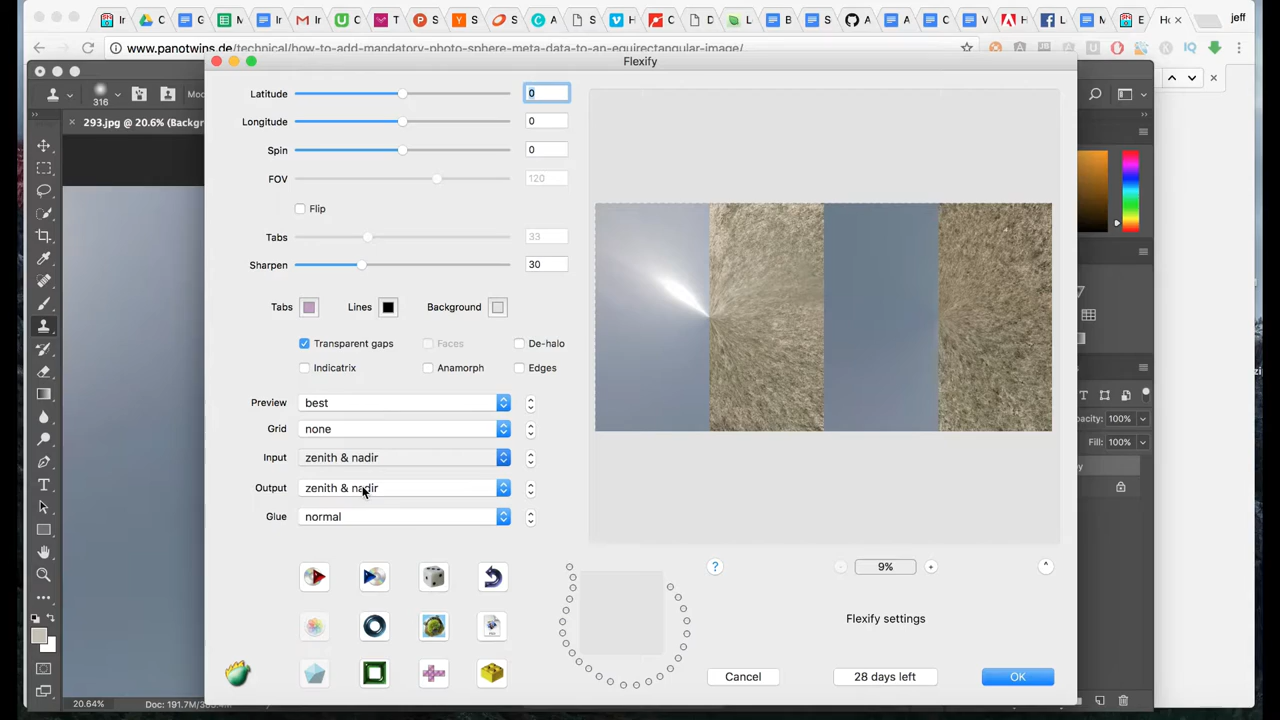 jeff
www.panotwins.de/technical/how-to-add-mandatory-photo-sphere-meta-data-to-an-equirectangular-image/
Flexify
316
293.jpg @ 20.6% (Backgr
Latitude 0
Longitude 0
Spin 0
FOV 120
Flip
Tabs 33
Sharpen 30
Tabs Lines Background
Transparent gaps Faces De-halo
Indicatrix Anamorph Edges
Preview best
Grid none
Input zenith & nadir
Output zenith & nadir
Glue normal
? - 9% +
Flexify settings
Cancel 28 days left OK
100%
Fill: 100%
20.64%